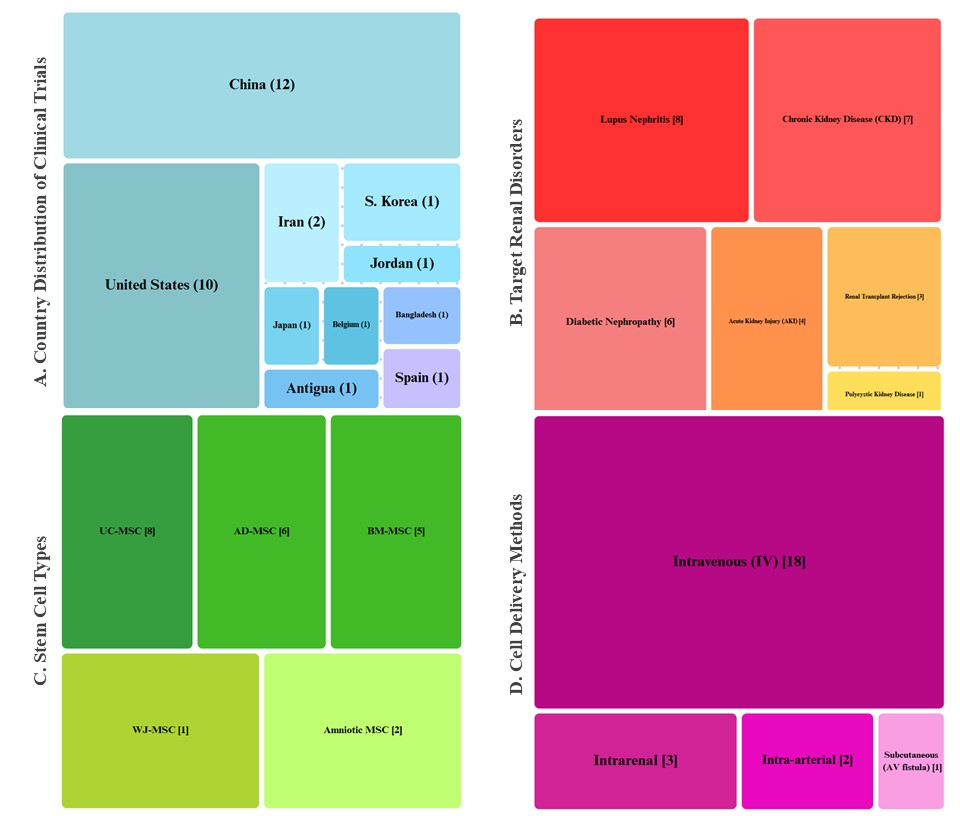 A. Country Distribution of Clinical Trials
China (12)
United States (10)
Iran (2)
S. Korea (1)
Jordan (1)
Japan (1)
Belgium (1)
Bangladesh (1)
Antigua (1)
Spain (1)
B. Target Renal Disorders
Lupus Nephritis [8]
Chronic Kidney Disease (CKD) [7]
Diabetic Nephropathy [6]
Acute Kidney Injury (AKI) [4]
Renal Transplant Rejection [3]
Polycystic Kidney Disease [1]
C. Stem Cell Types
UC-MSC [8]
AD-MSC [6]
BM-MSC [5]
WJ-MSC [1]
Amniotic MSC [2]
D. Cell Delivery Methods
Intravenous (IV) [18]
Intrarenal [3]
Intra-arterial [2]
Subcutaneous
(AV fistula) [1]